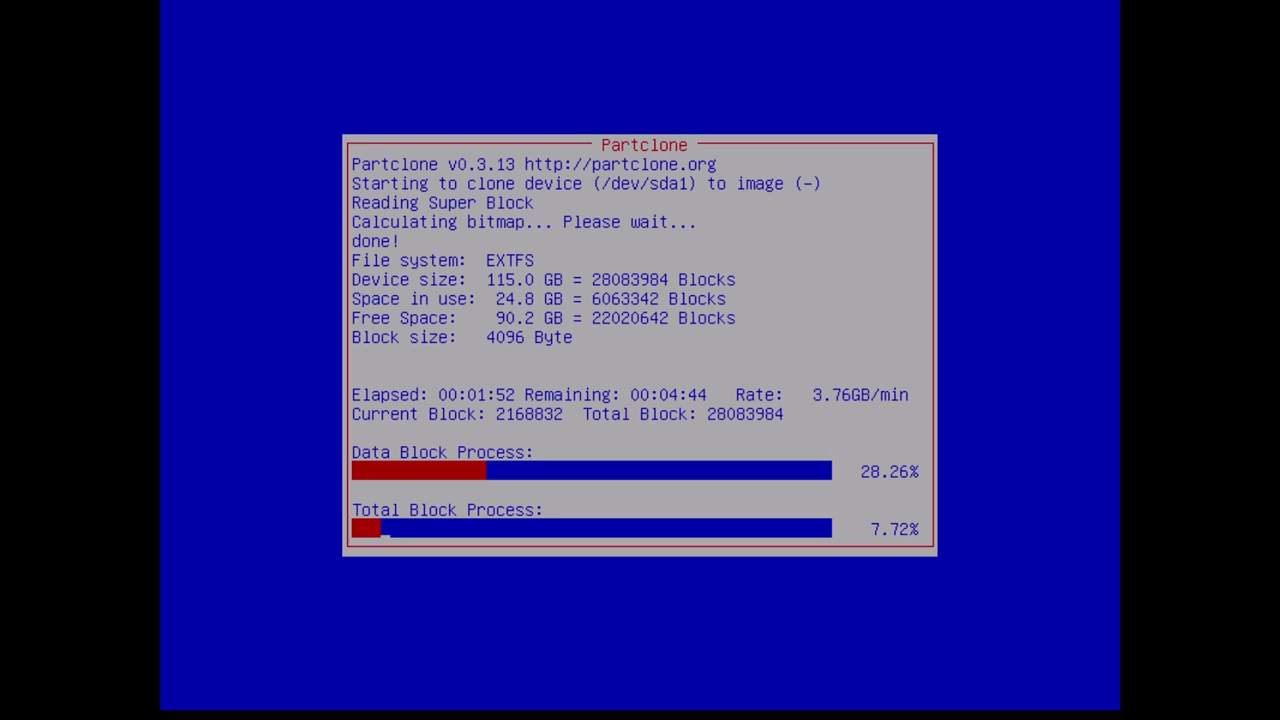 Partclone
Partclone v0.3.13 http://partclone.org
Starting to clone device (/dev/sda1) to image (-)
Reading Super Block
Calculating bitmap... Please wait...
done!
File system:  EXTFS
Device size:  115.0 GB = 28083984 Blocks
Space in use:  24.8 GB = 6063342 Blocks
Free Space:    90.2 GB = 22020642 Blocks
Block size:   4096 Byte
Elapsed: 00:01:52 Remaining: 00:04:44   Rate:   3.76GB/min
Current Block: 2168832  Total Block: 28083984
Data Block Process:
28.26%
Total Block Process:
7.72%